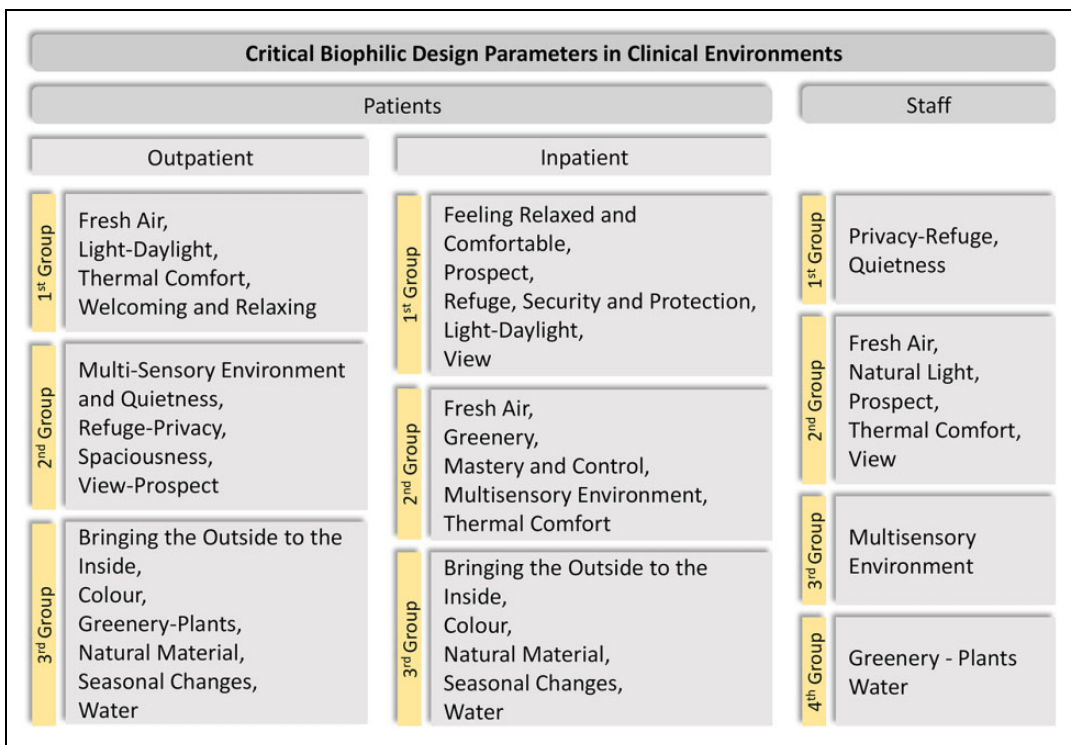 Critical Biophilic Design Parameters in Clinical Environments
Patients
Staff
Outpatient
Inpatient
1st Group
Fresh Air,
Light-Daylight,
Thermal Comfort,
Welcoming and Relaxing
2nd Group
Multi-Sensory Environment
and Quietness,
Refuge-Privacy,
Spaciousness,
View-Prospect
3rd Group
Bringing the Outside to the
Inside,
Colour,
Greenery-Plants,
Natural Material,
Seasonal Changes,
Water
1st Group
Feeling Relaxed and
Comfortable,
Prospect,
Refuge, Security and Protection,
Light-Daylight,
View
2nd Group
Fresh Air,
Greenery,
Mastery and Control,
Multisensory Environment,
Thermal Comfort
3rd Group
Bringing the Outside to the
Inside,
Colour,
Natural Material,
Seasonal Changes,
Water
1st Group
Privacy-Refuge,
Quietness
2nd Group
Fresh Air,
Natural Light,
Prospect,
Thermal Comfort,
View
3rd Group
Multisensory
Environment
4th Group
Greenery - Plants
Water